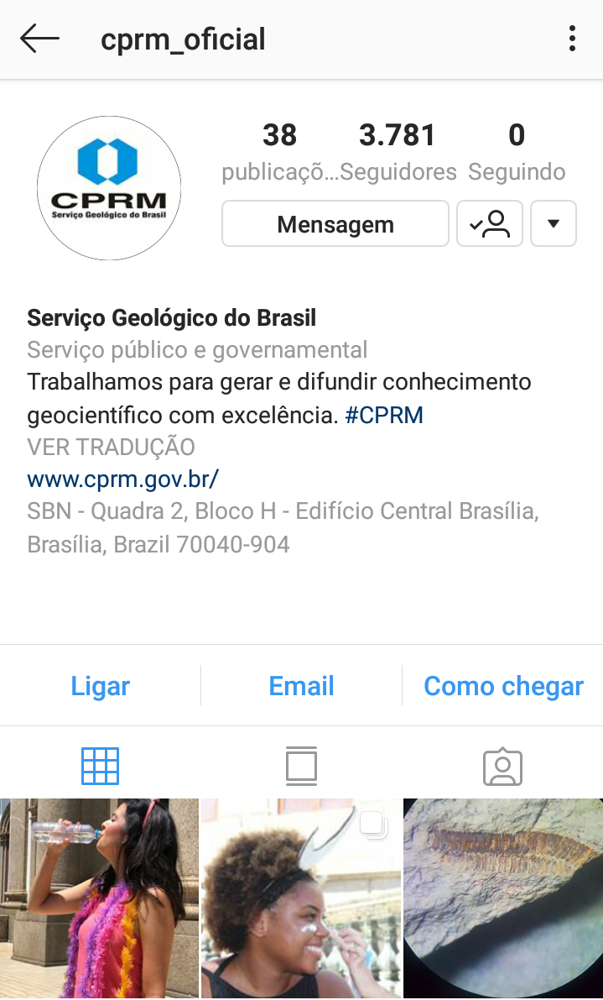 cprm_oficial
38 3.781 0
publicaçõ... Seguidores Seguindo
CPRM
Serviço Geológico do Brasil
Mensagem
Serviço Geológico do Brasil
Serviço público e governamental
Trabalhamos para gerar e difundir conhecimento
geocientífico com excelência. #CPRM
VER TRADUÇÃO
www.cprm.gov.br/
SBN - Quadra 2, Bloco H - Edifício Central Brasília,
Brasília, Brazil 70040-904
Ligar Email Como chegar